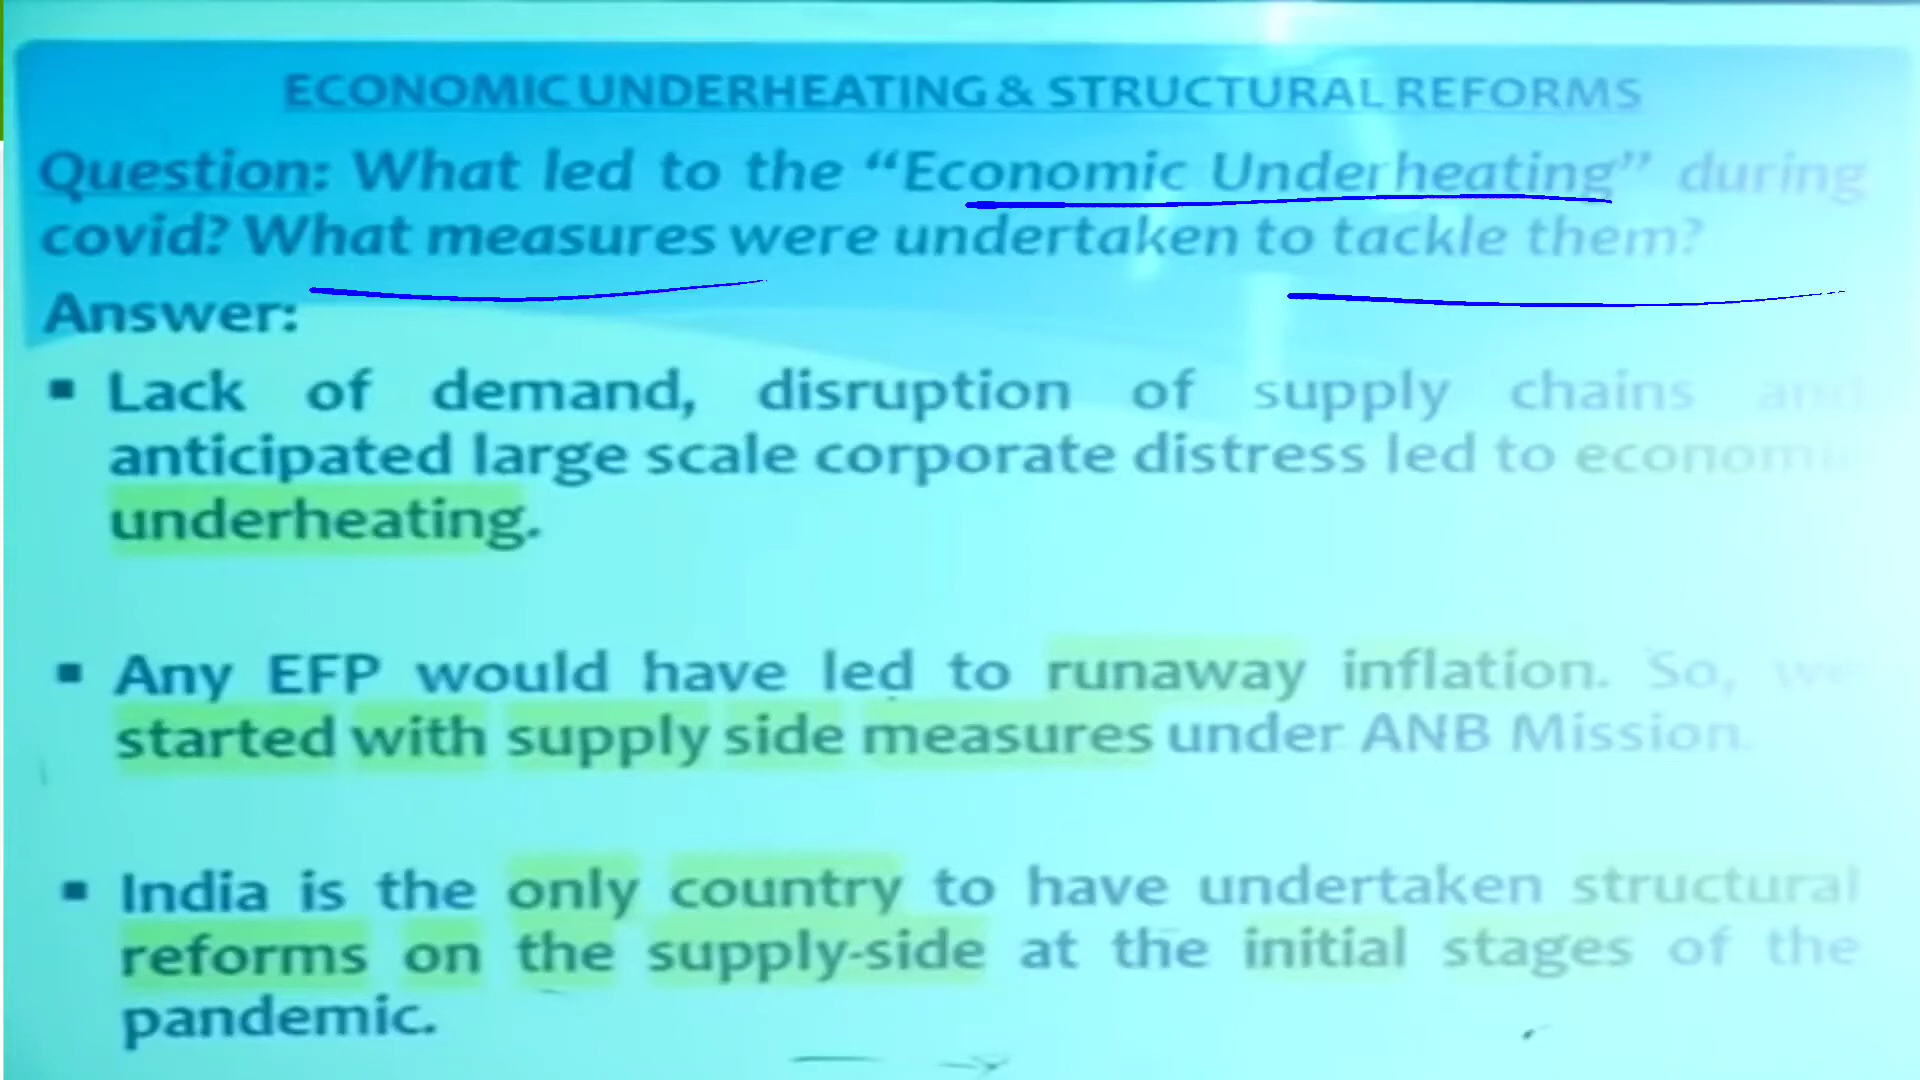 ECONOMIC UNDERHEATING & STRUCTURAL REFORMS
Question: What led to the “Economic Underheating” during
covid? What measures were undertaken to tackle them?
Answer:
▪ Lack of demand, disruption of supply chains and
anticipated large scale corporate distress led to economic
underheating.
▪ Any EFP would have led to runaway inflation. So, we
started with supply side measures under ANB Mission.
▪ India is the only country to have undertaken structural
reforms on the supply-side at the initial stages of the
pandemic.